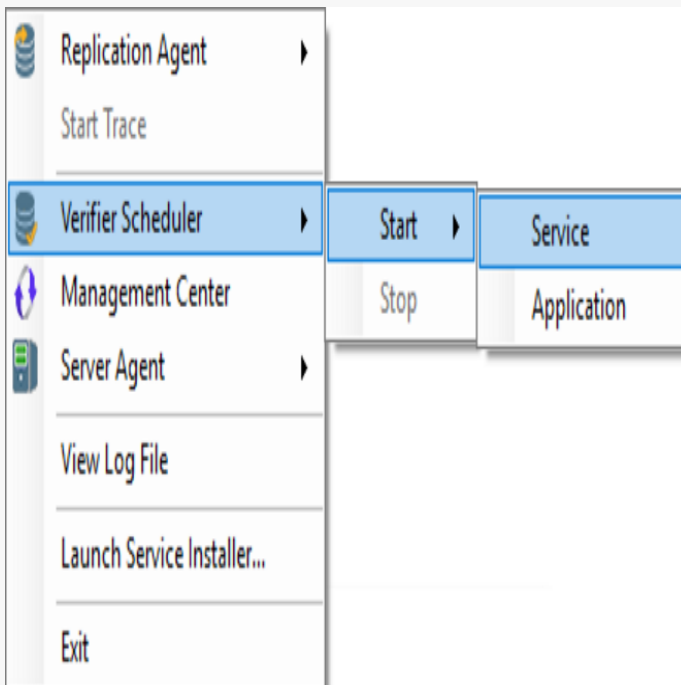 Replication Agent
Start Trace
Verifier Scheduler
Start
Service
Management Center
Stop
Application
Server Agent
View Log File
Launch Service Installer...
Exit